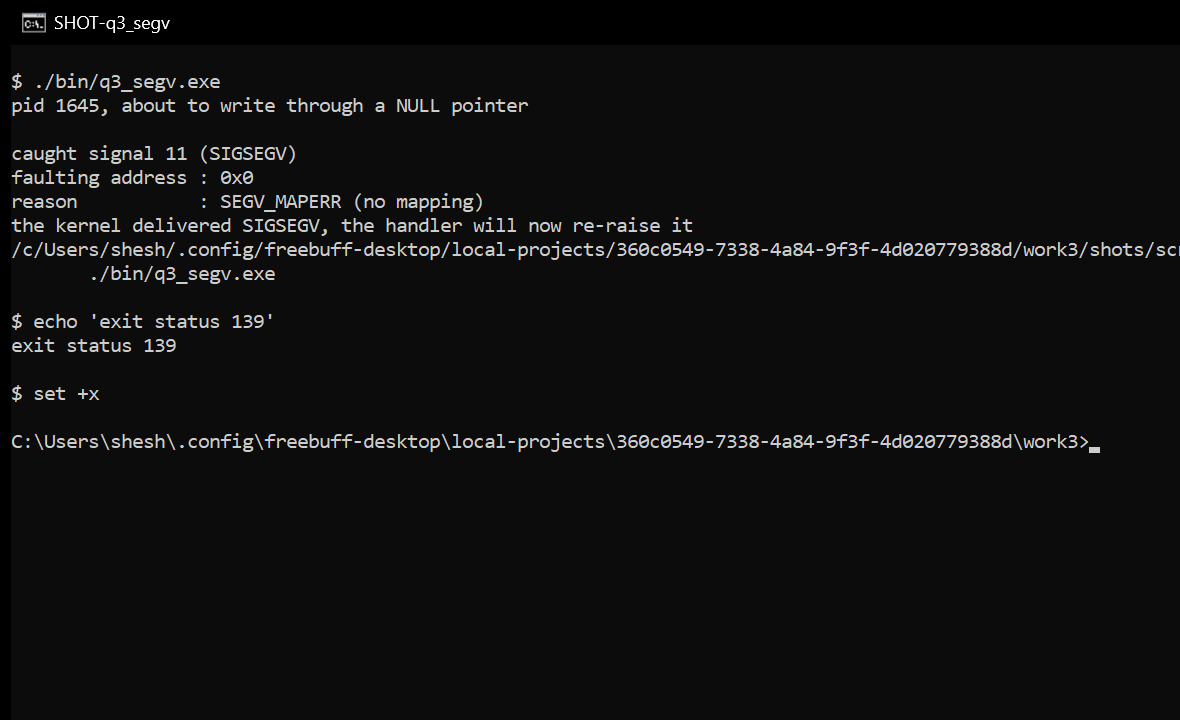 C:\. SHOT-q3_segv
$ ./bin/q3_segv.exe
pid 1645, about to write through a NULL pointer
caught signal 11 (SIGSEGV)
faulting address : 0x0
reason           : SEGV_MAPERR (no mapping)
the kernel delivered SIGSEGV, the handler will now re-raise it
/c/Users/shesh/.config/freebuff-desktop/local-projects/360c0549-7338-4a84-9f3f-4d020779388d/work3/shots/scr
       ./bin/q3_segv.exe
$ echo 'exit status 139'
exit status 139
$ set +x
C:\Users\shesh\.config\freebuff-desktop\local-projects\360c0549-7338-4a84-9f3f-4d020779388d\work3>